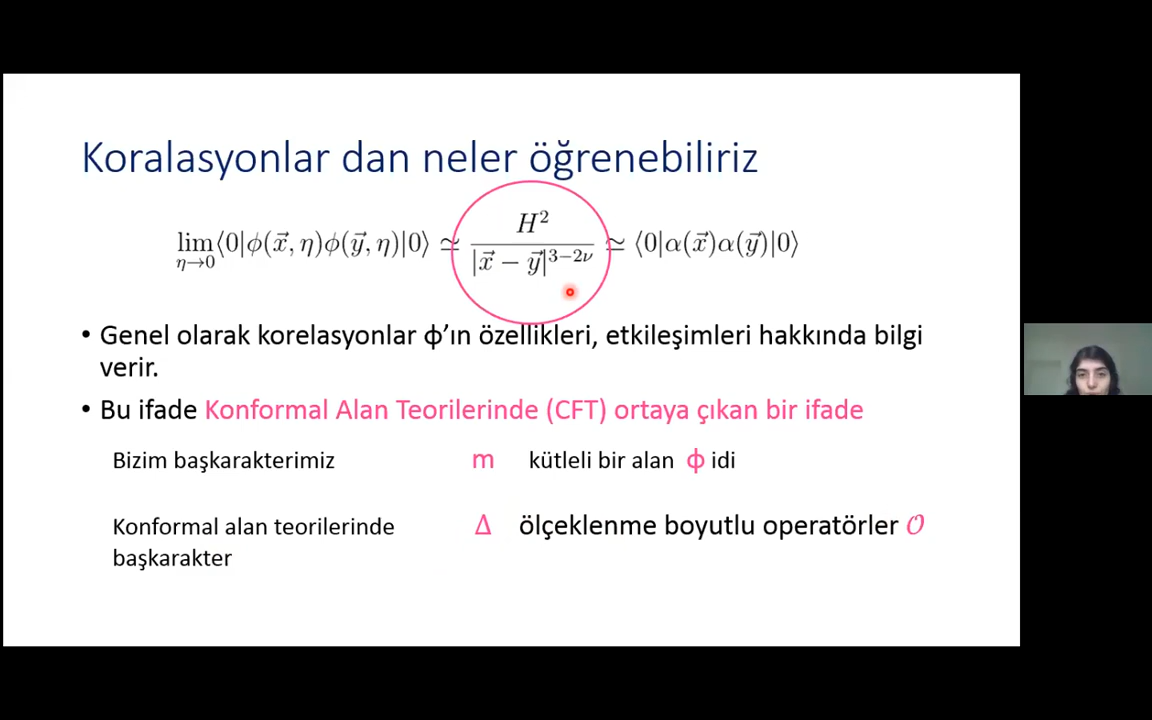 Koralasyonlar dan neler öğrenebiliriz
lim η→0 ⟨0|ϕ(x⃗, η)ϕ(y⃗, η)|0⟩ ≃ H² / |x⃗ − y⃗|³⁻²ᵛ ≃ ⟨0|α(x⃗)α(y⃗)|0⟩
• Genel olarak korelasyonlar ϕ’ın özellikleri, etkileşimleri hakkında bilgi
verir.
• Bu ifade Konformal Alan Teorilerinde (CFT) ortaya çıkan bir ifade
Bizim başkarakterimiz m kütleli bir alan ϕ idi
Konformal alan teorilerinde Δ ölçeklenme boyutlu operatörler 𝒪
başkarakter